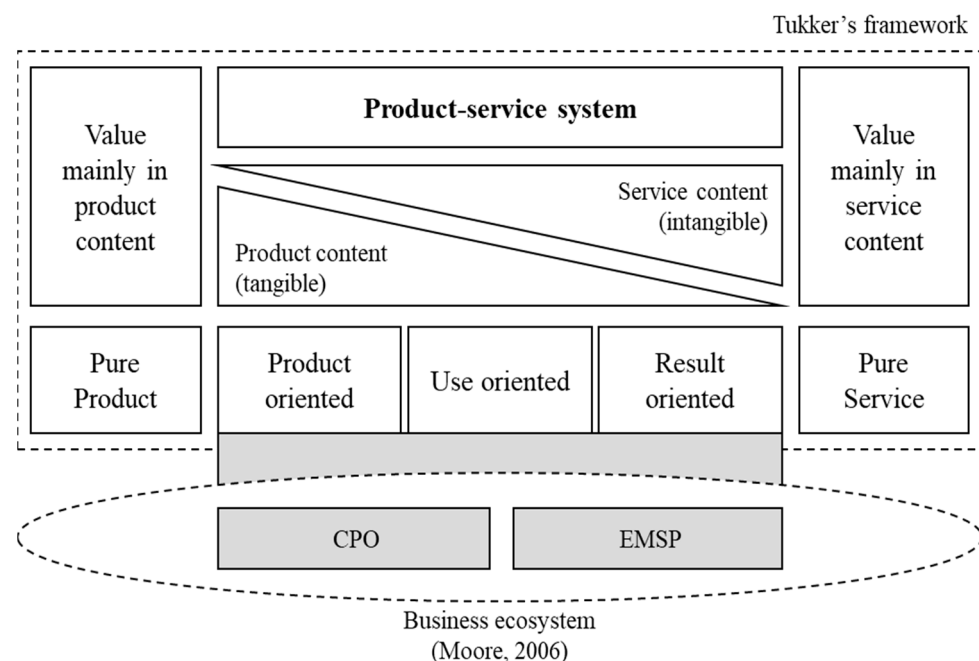 Tukker’s framework
Value
mainly in
product
content
Product-service system
Service content
(intangible)
Product content
(tangible)
Value
mainly in
service
content
Pure
Product
Product
oriented
Use oriented
Result
oriented
Pure
Service
CPO
EMSP
Business ecosystem
(Moore, 2006)